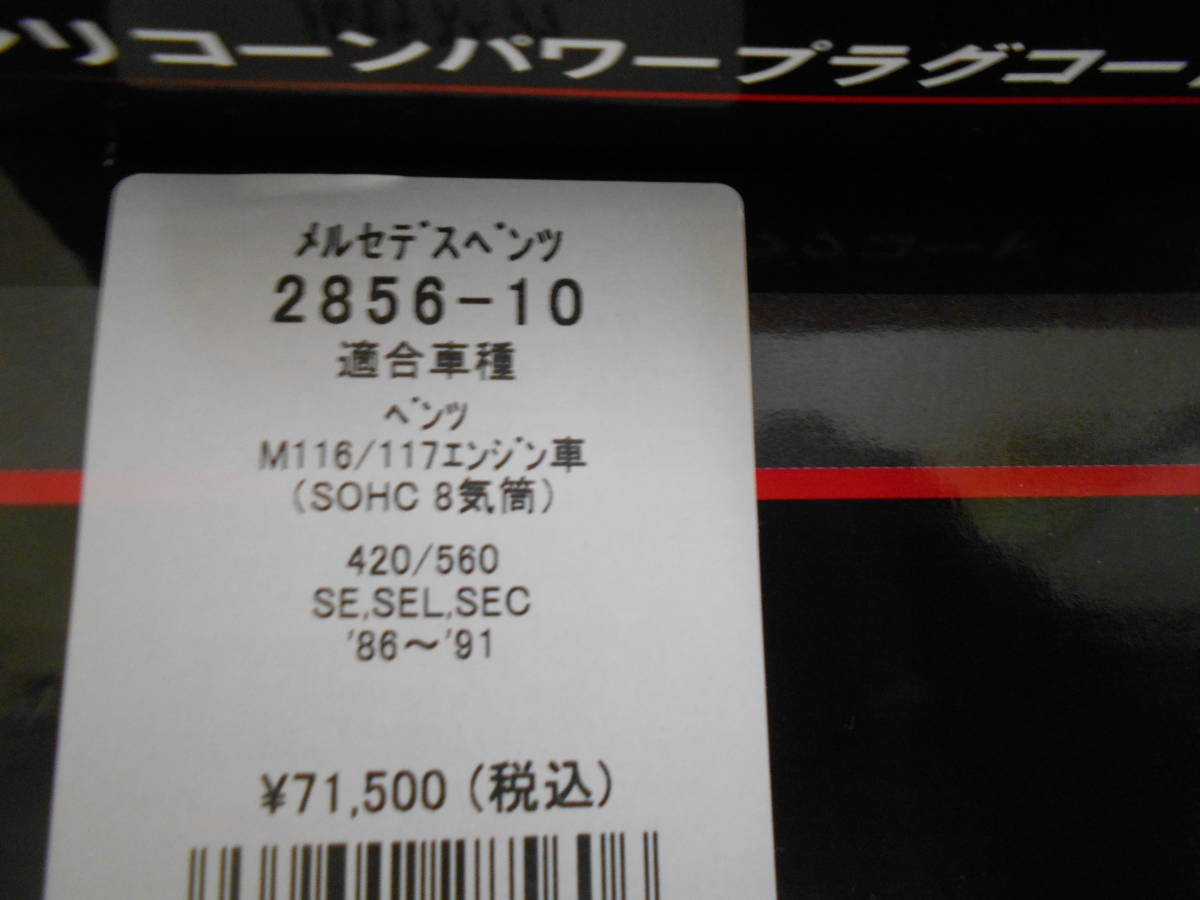 リコーンパワープラグコー
ﾒﾙｾﾃﾞｽﾍﾞﾝﾂ
2856-10
適合車種
ﾍﾞﾝﾂ
M116/117ｴﾝｼﾞﾝ車
(SOHC 8気筒)
420/560
SE,SEL,SEC
'86～'91
¥71,500 (税込)